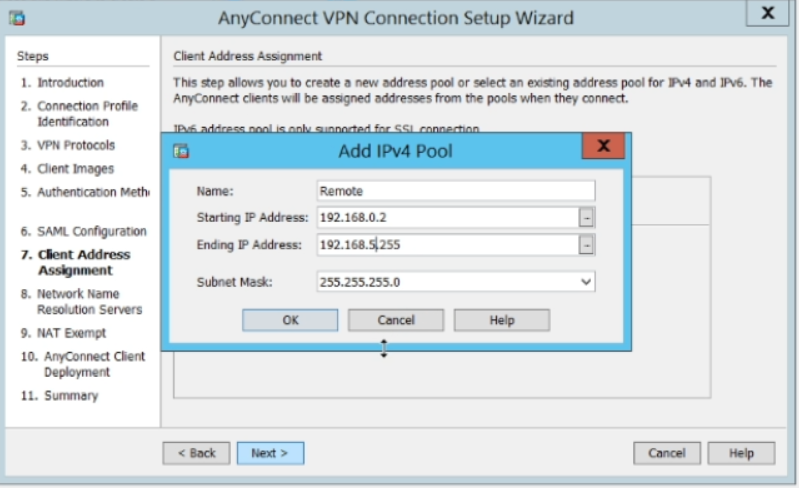 AnyConnect VPN Connection Setup Wizard
X
Steps
1. Introduction
2. Connection Profile
Identification
3. VPN Protocols
4. Client Images
5. Authentication Meth
6. SAML Configuration
7. Client Address
Assignment
8. Network Name
Resolution Servers
9. NAT Exempt
10. AnyConnect Client
Deployment
11. Summary
Client Address Assignment
This step allows you to create a new address pool or select an existing address pool for IPv4 and IPv6. The
AnyConnect clients will be assigned addresses from the pools when they connect.
IPv6 address pool is only supported for SSL connection.
Add IPv4 Pool
X
Name: Remote
Starting IP Address: 192.168.0.2
Ending IP Address: 192.168.5.255
Subnet Mask: 255.255.255.0
OK Cancel Help
< Back Next > Cancel Help